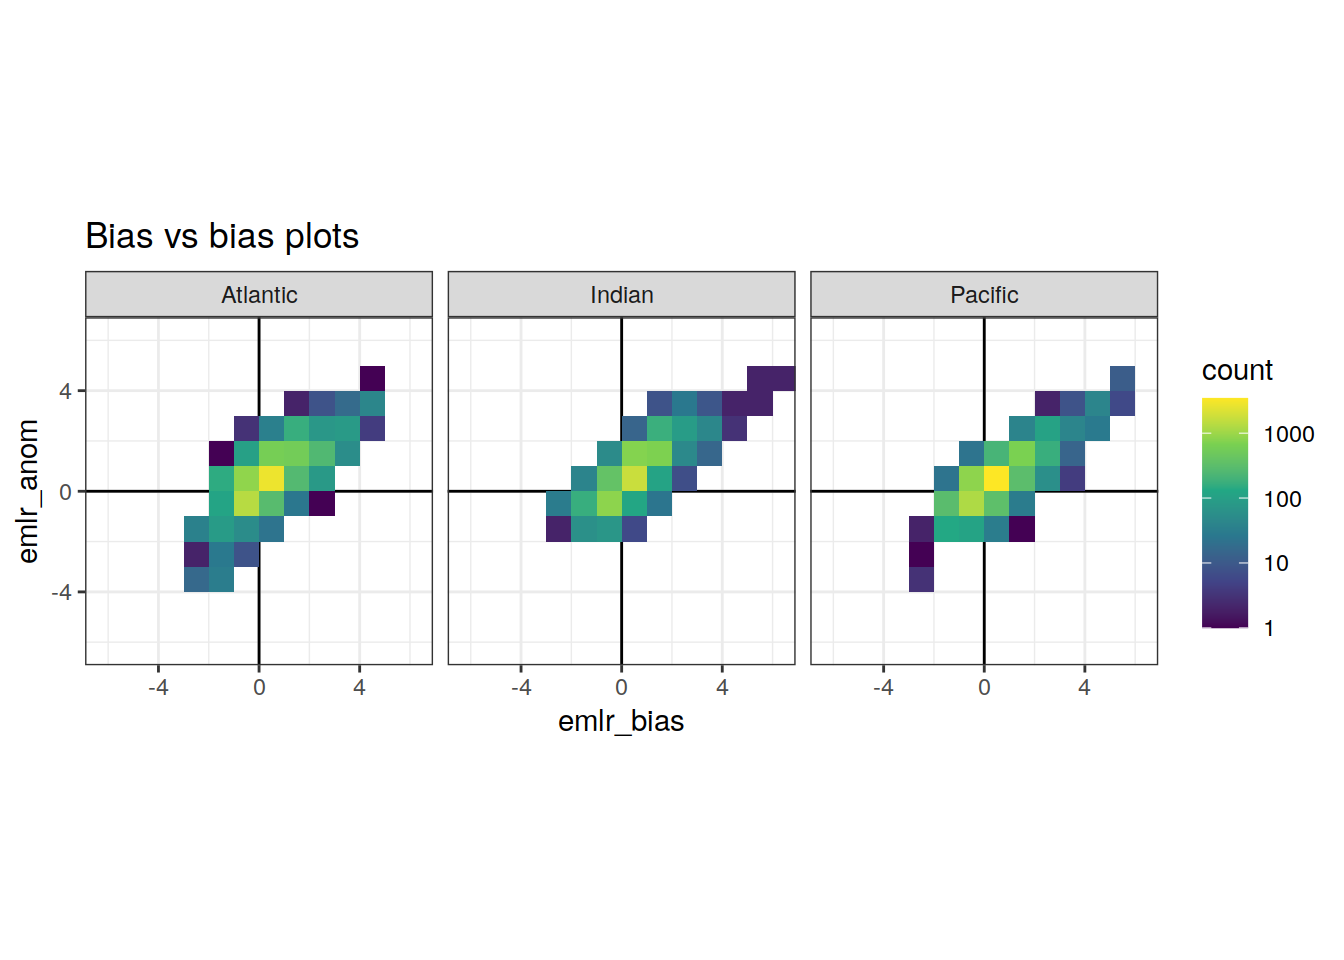 Bias vs bias plots
Atlantic Indian Pacific
emlr_anom
4
0
-4
-4 0 4 -4 0 4 -4 0 4
emlr_bias
count
1000
100
10
1